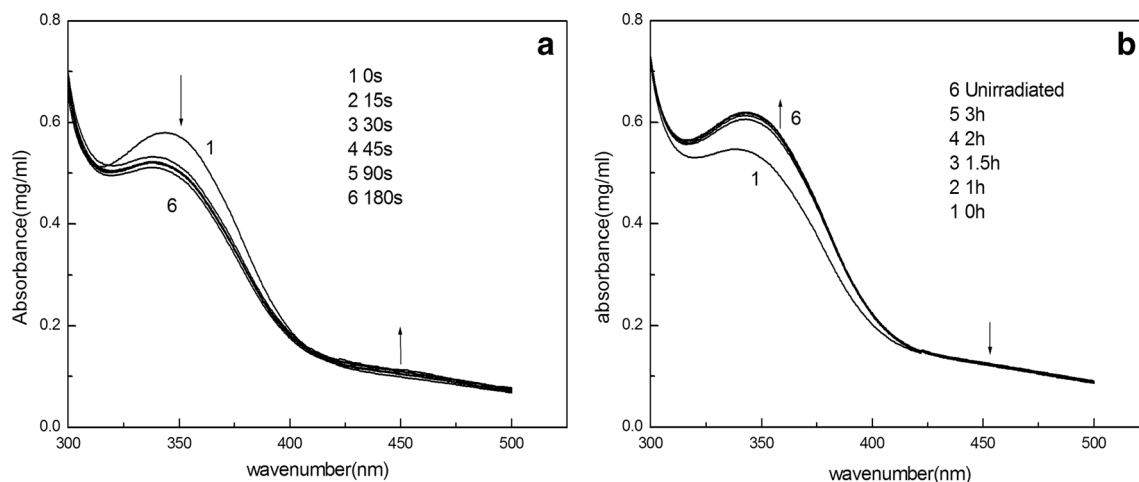 a
1 0s
2 15s
3 30s
4 45s
5 90s
6 180s
1
6
0.8
0.6
0.4
0.2
0.0
300
350
400
450
500
Absorbance(mg/ml)
wavenumber(nm)
b
6 Unirradiated
5 3h
4 2h
3 1.5h
2 1h
1 0h
6
1
0.8
0.6
0.4
0.2
0.0
300
350
400
450
500
absorbance(mg/ml)
wavenumber(nm)